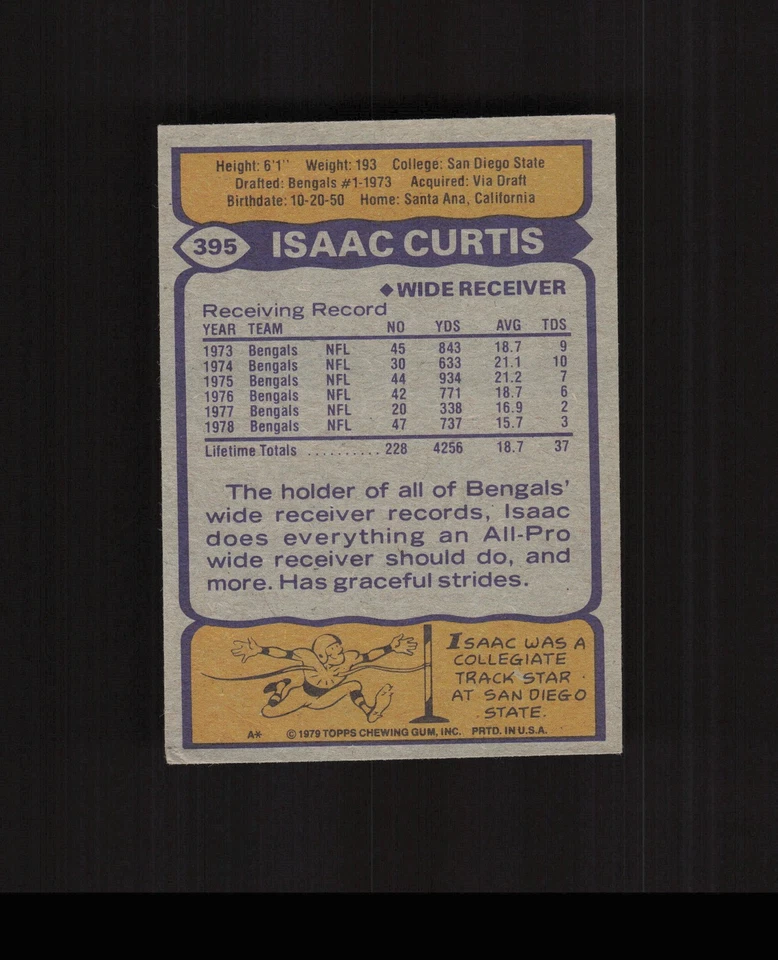 Height: 6'1" Weight: 193 College: San Diego State
Drafted: Bengals #1-1973 Acquired: Via Draft
Birthdate: 10-20-50 Home: Santa Ana, California
395 ISAAC CURTIS
◆WIDE RECEIVER
Receiving Record
YEAR TEAM NO YDS AVG TDS
1973 Bengals NFL 45 843 18.7 9
1974 Bengals NFL 30 633 21.1 10
1975 Bengals NFL 44 934 21.2 7
1976 Bengals NFL 42 771 18.7 6
1977 Bengals NFL 20 338 16.9 2
1978 Bengals NFL 47 737 15.7 3
Lifetime Totals .......... 228 4256 18.7 37
The holder of all of Bengals'
wide receiver records, Isaac
does everything an All-Pro
wide receiver should do, and
more. Has graceful strides.
ISAAC WAS A
COLLEGIATE
TRACK STAR
AT SAN DIEGO
STATE.
A* © 1979 TOPPS CHEWING GUM, INC. PRTD. IN U.S.A.